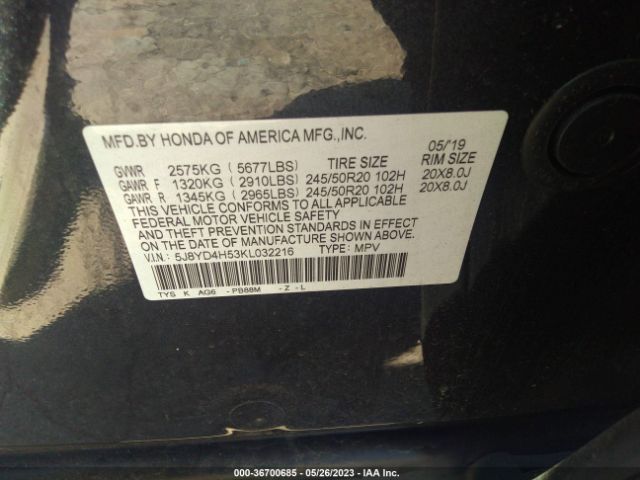 MFD.BY HONDA OF AMERICA MFG.,INC.
05/'19
GVWR 2575KG (5677LBS) TIRE SIZE RIM SIZE
GAWR F 1320KG (2910LBS) 245/50R20 102H 20X8.0J
GAWR R 1345KG (2965LBS) 245/50R20 102H 20X8.0J
THIS VEHICLE CONFORMS TO ALL APPLICABLE
FEDERAL MOTOR VEHICLE SAFETY
AND THEFT PREVENTION STANDARDS IN EFFECT
ON THE DATE OF MANUFACTURE SHOWN ABOVE.
V.I.N.: 5J8YD4H53KL032216 TYPE: MPV
TYS K AG6 -PB88M -Z-L
000-36700685 - 05/26/2023 - IAA Inc.